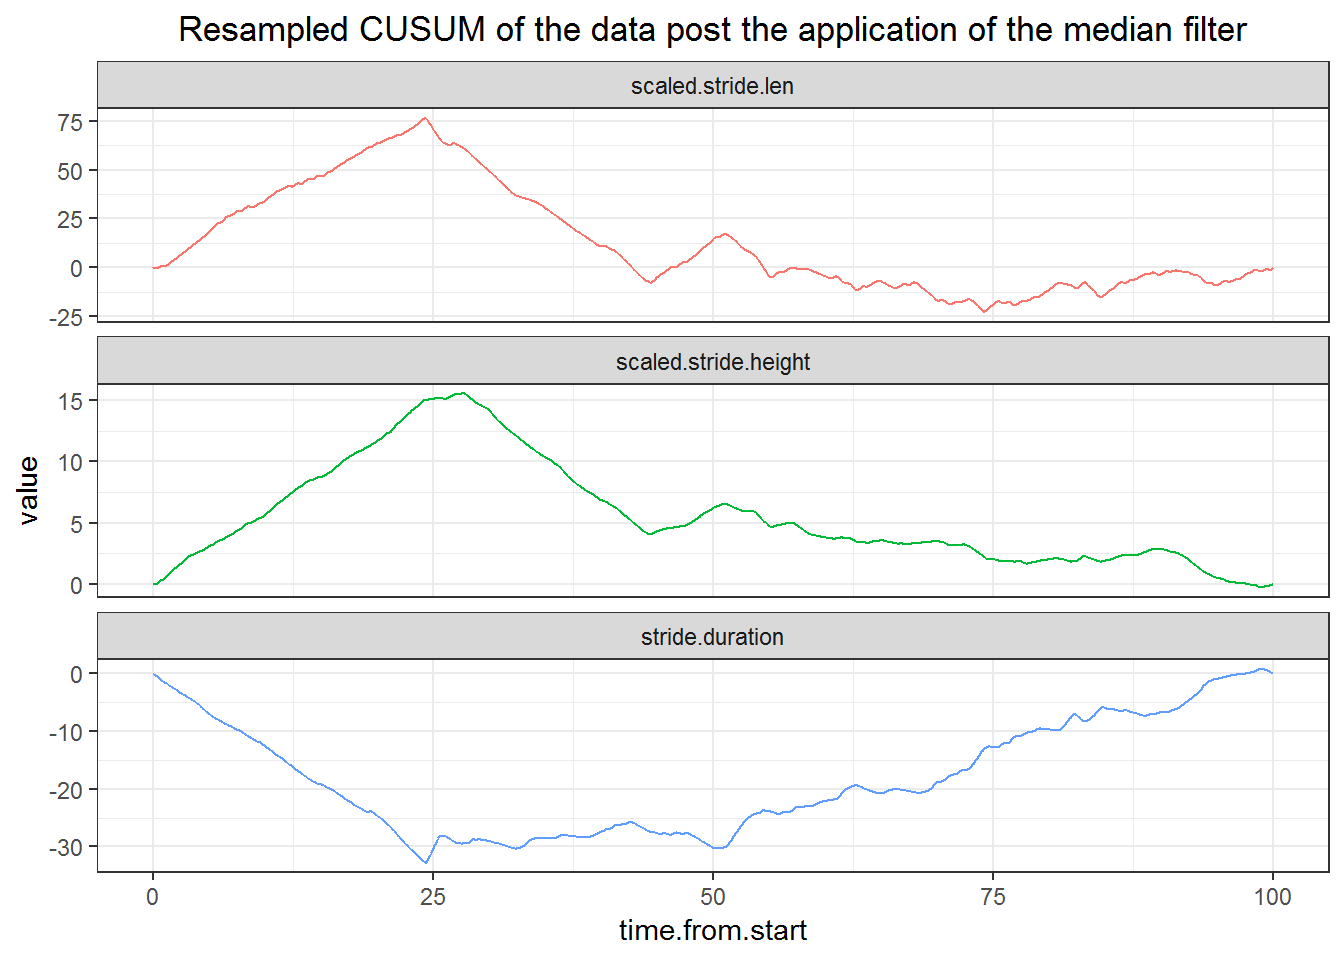 Resampled CUSUM of the data post the application of the median filter
scaled.stride.len
75
50
25
0
-25
scaled.stride.height
15
10
5
0
value
stride.duration
0
-10
-20
-30
0 25 50 75 100
time.from.start